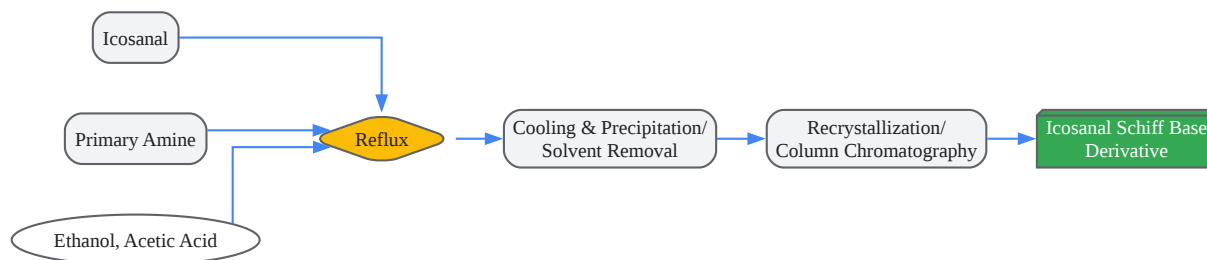 Icosanal
Primary Amine
Ethanol, Acetic Acid
Reflux
Cooling & Precipitation/
Solvent Removal
Recrystallization/
Column Chromatography
Icosanal Schiff Base
Derivative